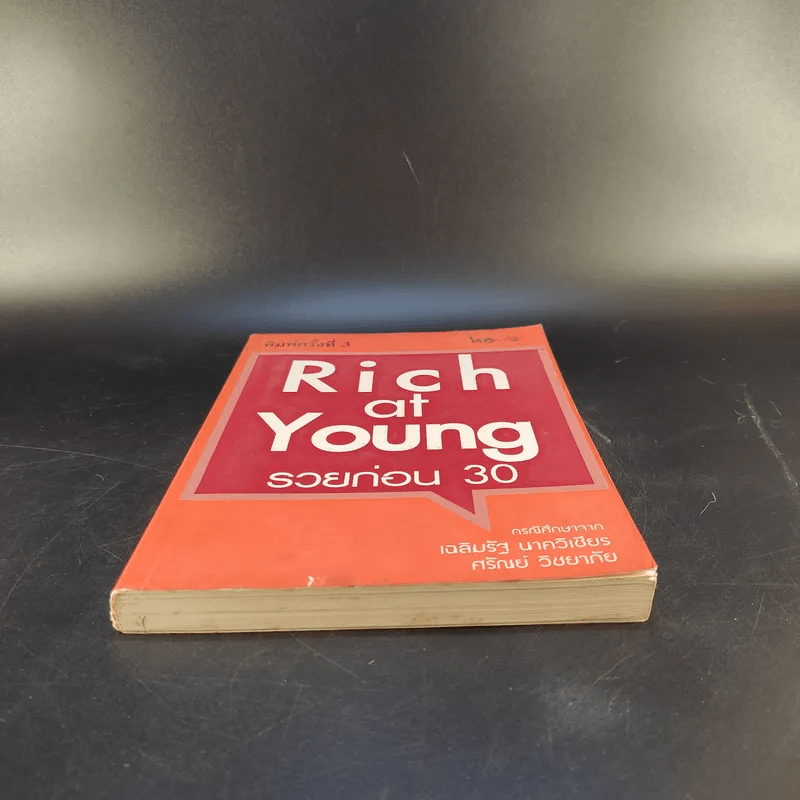 พิมพ์ครั้งที่ 3
Rich
at
Young
รวยก่อน 30
กรณีศึกษาจาก
เฉลิมรัฐ นาควิเชียร
ศรัณย์ วิชยาภัย